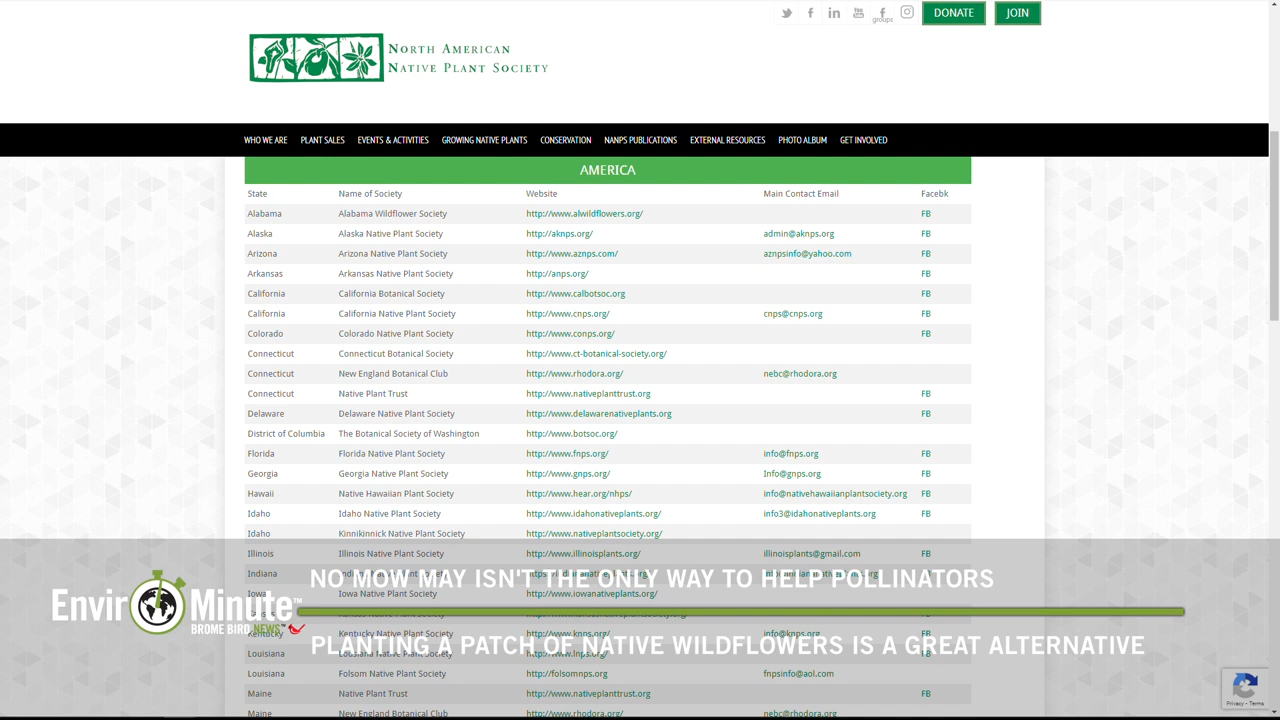 groups
DONATE
JOIN
NORTH AMERICAN
NATIVE PLANT SOCIETY
WHO WE ARE PLANT SALES EVENTS & ACTIVITIES GROWING NATIVE PLANTS CONSERVATION NANPS PUBLICATIONS EXTERNAL RESOURCES PHOTO ALBUM GET INVOLVED
AMERICA
State Name of Society Website Main Contact Email Facebk
Alabama Alabama Wildflower Society http://www.alwildflowers.org/ FB
Alaska Alaska Native Plant Society http://aknps.org/ admin@aknps.org FB
Arizona Arizona Native Plant Society http://www.aznps.com/ aznpsinfo@yahoo.com FB
Arkansas Arkansas Native Plant Society http://anps.org/ FB
California California Botanical Society http://www.calbotsoc.org FB
California California Native Plant Society http://www.cnps.org/ cnps@cnps.org FB
Colorado Colorado Native Plant Society http://www.conps.org/ FB
Connecticut Connecticut Botanical Society http://www.ct-botanical-society.org/
Connecticut New England Botanical Club http://www.rhodora.org/ nebc@rhodora.org
Connecticut Native Plant Trust http://www.nativeplanttrust.org FB
Delaware Delaware Native Plant Society http://www.delawarenativeplants.org FB
District of Columbia The Botanical Society of Washington http://www.botsoc.org/
Florida Florida Native Plant Society http://www.fnps.org/ info@fnps.org FB
Georgia Georgia Native Plant Society http://www.gnps.org/ Info@gnps.org FB
Hawaii Native Hawaiian Plant Society http://www.hear.org/nhps/ info@nativehawaiianplantsociety.org FB
Idaho Idaho Native Plant Society http://www.idahonativeplants.org/ info3@idahonativeplants.org FB
Idaho Kinnikinnick Native Plant Society http://www.nativeplantsociety.org/
Illinois Illinois Native Plant Society http://www.illinoisplants.org/ illinoisplants@gmail.com FB
Indiana FB
NO MOW MAY ISN'T THE ONLY WAY TO HELP POLLINATORS
Iowa Iowa Native Plant Society http://www.iowanativeplants.org/
EnvirOMinute™
BROME BIRD NEWS™
Kentucky Kentucky Native Plant Society http://www.knps.org/ info@knps.org FB
PLANTING A PATCH OF NATIVE WILDFLOWERS IS A GREAT ALTERNATIVE
Louisiana Louisiana Native Plant Society http://www.lnps.org/ FB
Louisiana Folsom Native Plant Society http://folsomnps.org fnpsinfo@aol.com
Maine Native Plant Trust http://www.nativeplanttrust.org FB
Maine New England Botanical Club http://www.rhodora.org/ nebc@rhodora.org
Privacy - Terms